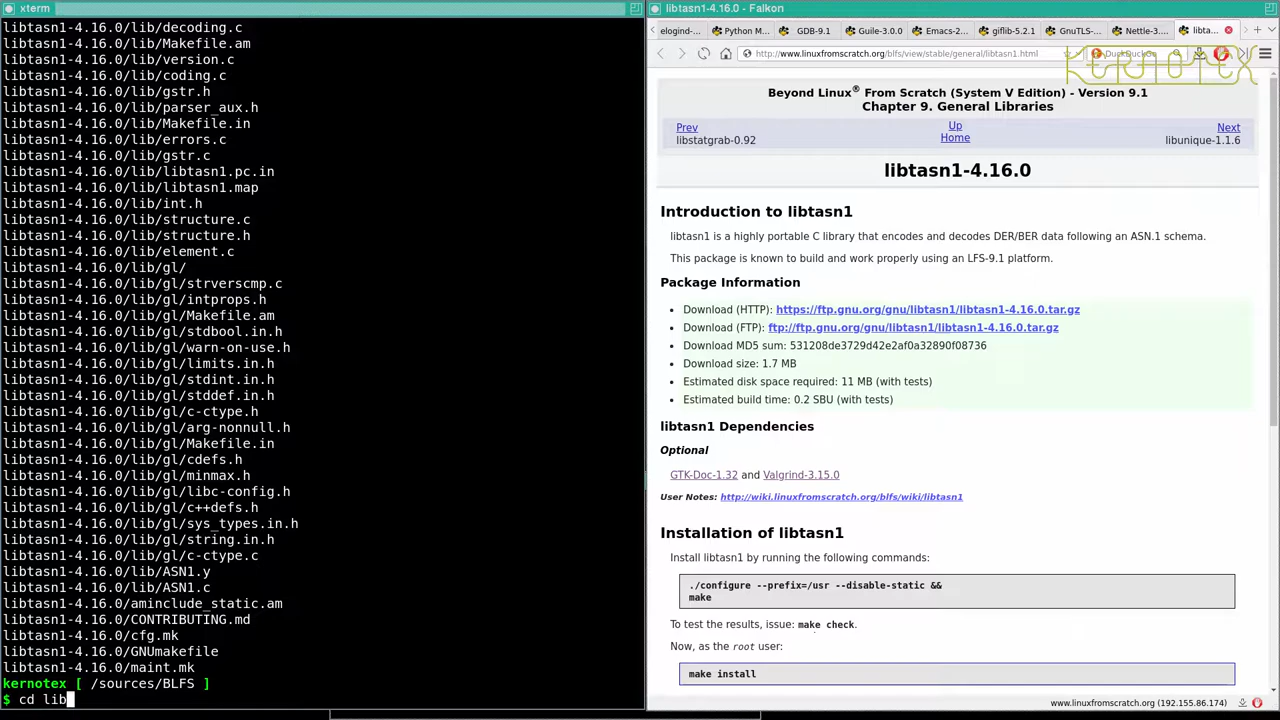 xterm
libtasn1-4.16.0/lib/decoding.c
libtasn1-4.16.0/lib/Makefile.am
libtasn1-4.16.0/lib/version.c
libtasn1-4.16.0/lib/coding.c
libtasn1-4.16.0/lib/gstr.h
libtasn1-4.16.0/lib/parser_aux.h
libtasn1-4.16.0/lib/Makefile.in
libtasn1-4.16.0/lib/errors.c
libtasn1-4.16.0/lib/gstr.c
libtasn1-4.16.0/lib/libtasn1.pc.in
libtasn1-4.16.0/lib/libtasn1.map
libtasn1-4.16.0/lib/int.h
libtasn1-4.16.0/lib/structure.c
libtasn1-4.16.0/lib/structure.h
libtasn1-4.16.0/lib/element.c
libtasn1-4.16.0/lib/gl/
libtasn1-4.16.0/lib/gl/strverscmp.c
libtasn1-4.16.0/lib/gl/intprops.h
libtasn1-4.16.0/lib/gl/Makefile.am
libtasn1-4.16.0/lib/gl/stdbool.in.h
libtasn1-4.16.0/lib/gl/warn-on-use.h
libtasn1-4.16.0/lib/gl/limits.in.h
libtasn1-4.16.0/lib/gl/stdint.in.h
libtasn1-4.16.0/lib/gl/stddef.in.h
libtasn1-4.16.0/lib/gl/c-ctype.h
libtasn1-4.16.0/lib/gl/arg-nonnull.h
libtasn1-4.16.0/lib/gl/Makefile.in
libtasn1-4.16.0/lib/gl/cdefs.h
libtasn1-4.16.0/lib/gl/minmax.h
libtasn1-4.16.0/lib/gl/libc-config.h
libtasn1-4.16.0/lib/gl/c++defs.h
libtasn1-4.16.0/lib/gl/sys_types.in.h
libtasn1-4.16.0/lib/gl/string.in.h
libtasn1-4.16.0/lib/gl/c-ctype.c
libtasn1-4.16.0/lib/ASN1.y
libtasn1-4.16.0/lib/ASN1.c
libtasn1-4.16.0/aminclude_static.am
libtasn1-4.16.0/CONTRIBUTING.md
libtasn1-4.16.0/cfg.mk
libtasn1-4.16.0/GNUmakefile
libtasn1-4.16.0/maint.mk
kernotex [ /sources/BLFS ]
$ cd lib
libtasn1-4.16.0 - Falkon
elogind-... Python M... GDB-9.1 Guile-3.0.0 Emacs-2... giflib-5.2.1 GnuTLS-... Nettle-3.... libta...
http://www.linuxfromscratch.org/blfs/view/stable/general/libtasn1.html DuckDuckGo
KERNOTEX
Beyond Linux® From Scratch (System V Edition) - Version 9.1
Chapter 9. General Libraries
Prev Up Next
libstatgrab-0.92 Home libunique-1.1.6
libtasn1-4.16.0
Introduction to libtasn1
libtasn1 is a highly portable C library that encodes and decodes DER/BER data following an ASN.1 schema.
This package is known to build and work properly using an LFS-9.1 platform.
Package Information
• Download (HTTP): https://ftp.gnu.org/gnu/libtasn1/libtasn1-4.16.0.tar.gz
• Download (FTP): ftp://ftp.gnu.org/gnu/libtasn1/libtasn1-4.16.0.tar.gz
• Download MD5 sum: 531208de3729d42e2af0a32890f08736
• Download size: 1.7 MB
• Estimated disk space required: 11 MB (with tests)
• Estimated build time: 0.2 SBU (with tests)
libtasn1 Dependencies
Optional
GTK-Doc-1.32 and Valgrind-3.15.0
User Notes: http://wiki.linuxfromscratch.org/blfs/wiki/libtasn1
Installation of libtasn1
Install libtasn1 by running the following commands:
./configure --prefix=/usr --disable-static &&
make
To test the results, issue: make check.
Now, as the root user:
make install
www.linuxfromscratch.org (192.155.86.174)